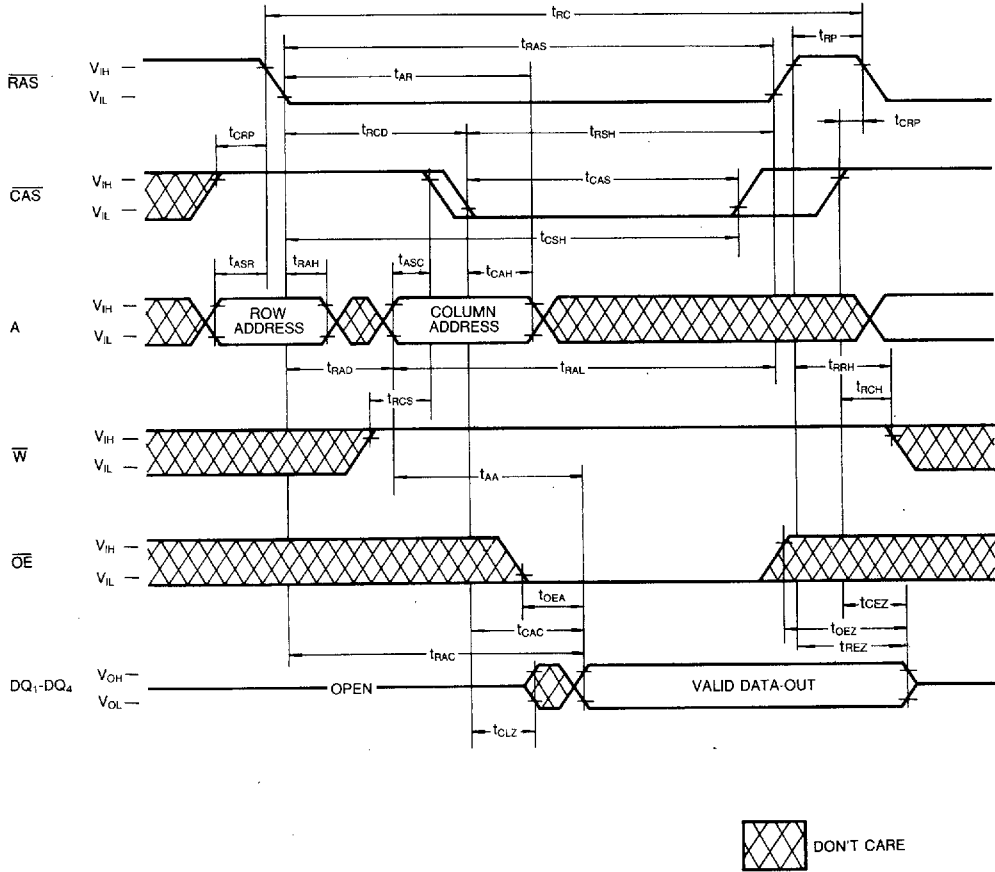 tRC
tRP
tRAS
tAR
RAS
VIH
VIL
tCRP
tRCD
tRSH
tCRP
CAS
VIH
VIL
tCAS
tCSH
tASR
tRAH
tASC
tCAH
A
VIH
VIL
ROW
ADDRESS
COLUMN
ADDRESS
tRAD
tRAL
tRRH
tRCS
tRCH
W
VIH
VIL
tAA
OE
VIH
VIL
tOEA
tCEZ
tCAC
tOEZ
tRAC
tREZ
DQ1-DQ4
VOH
VOL
OPEN
VALID DATA-OUT
tCLZ
DON'T CARE